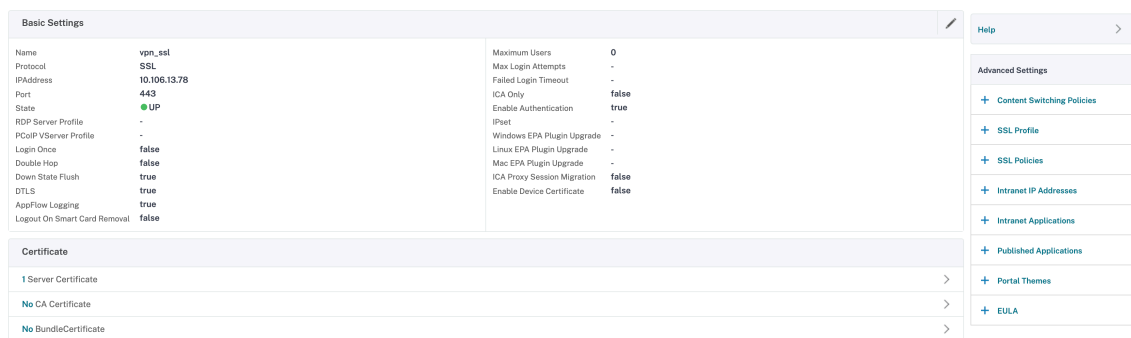 Basic Settings
Name vpn_ssl
Protocol SSL
IPAddress 10.106.13.78
Port 443
State UP
RDP Server Profile -
PCoIP VServer Profile -
Login Once false
Double Hop false
Down State Flush true
DTLS true
AppFlow Logging true
Logout On Smart Card Removal false
Maximum Users 0
Max Login Attempts -
Failed Login Timeout -
ICA Only false
Enable Authentication true
IPset -
Windows EPA Plugin Upgrade -
Linux EPA Plugin Upgrade -
Mac EPA Plugin Upgrade -
ICA Proxy Session Migration false
Enable Device Certificate false
Certificate
1 Server Certificate
No CA Certificate
No BundleCertificate
Help
Advanced Settings
+ Content Switching Policies
+ SSL Profile
+ SSL Policies
+ Intranet IP Addresses
+ Intranet Applications
+ Published Applications
+ Portal Themes
+ EULA